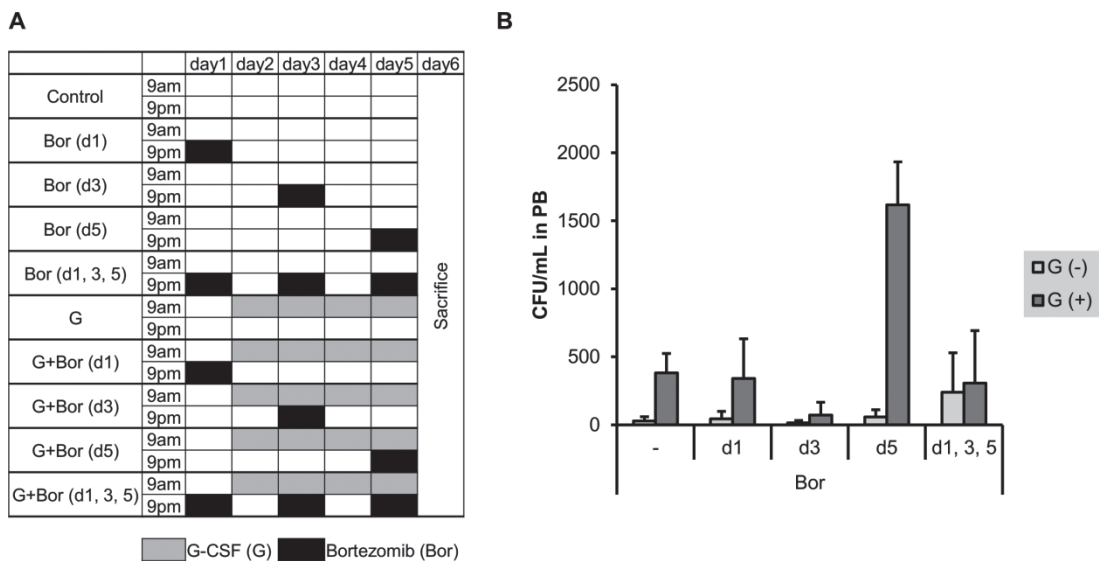 A
day1 day2 day3 day4 day5 day6
Control 9am
9pm
Bor (d1) 9am
9pm
Bor (d3) 9am
9pm
Bor (d5) 9am
9pm
Bor (d1, 3, 5) 9am
9pm
G 9am
9pm
G+Bor (d1) 9am
9pm
G+Bor (d3) 9am
9pm
G+Bor (d5) 9am
9pm
G+Bor (d1, 3, 5) 9am
9pm
Sacrifice
G-CSF (G) Bortezomib (Bor)
B
CFU/mL in PB
2500
2000
1500
1000
500
0
- d1 d3 d5 d1, 3, 5
Bor
G (-)
G (+)